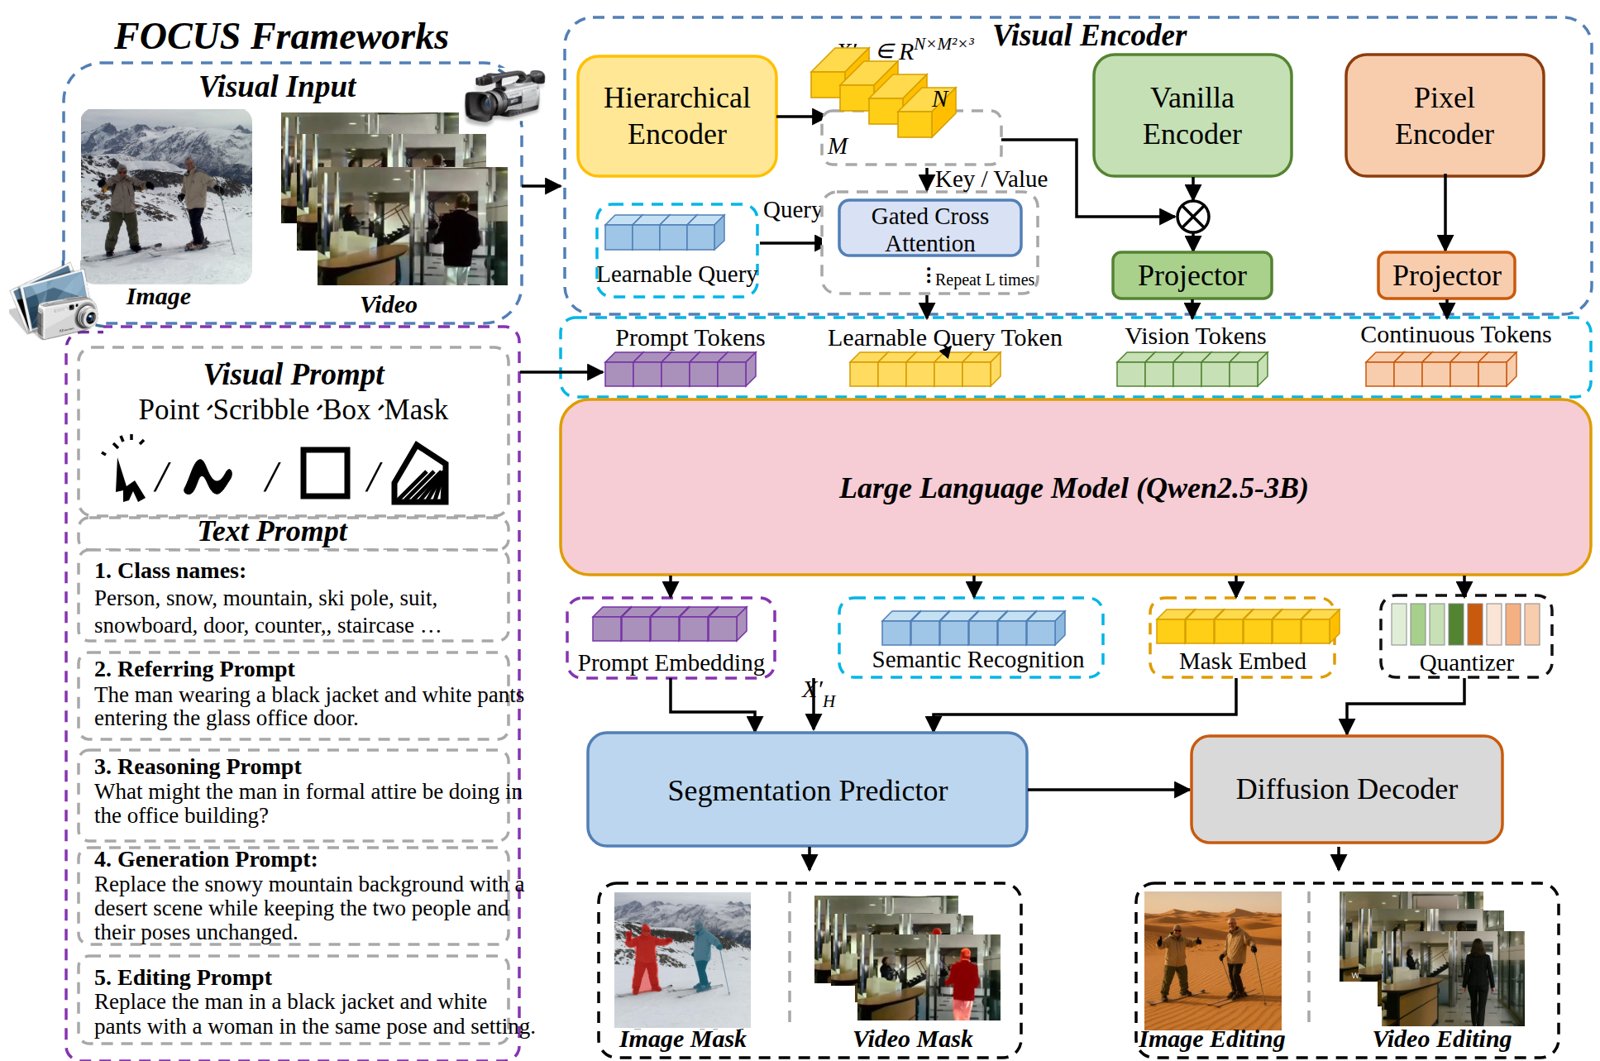 FOCUS Frameworks
Visual Input
Image
Video
Visual Prompt
Point Scribble Box Mask
Text Prompt
1. Class names:
Person, snow, mountain, ski pole, suit,
snowboard, door, counter,, staircase …
2. Referring Prompt
The man wearing a black jacket and white pants
entering the glass office door.
3. Reasoning Prompt
What might the man in formal attire be doing in
the office building?
4. Generation Prompt:
Replace the snowy mountain background with a
desert scene while keeping the two people and
their poses unchanged.
5. Editing Prompt
Replace the man in a black jacket and white
pants with a woman in the same pose and setting.
Visual Encoder
Hierarchical
Encoder
∈ R^{N×M²×³}
N
M
Vanilla
Encoder
Pixel
Encoder
Key / Value
Query
Learnable Query
Gated Cross
Attention
Repeat L times
Projector
Projector
Prompt Tokens
Learnable Query Token
Vision Tokens
Continuous Tokens
Large Language Model (Qwen2.5-3B)
Prompt Embedding
Semantic Recognition
Mask Embed
Quantizer
X'_H
Segmentation Predictor
Diffusion Decoder
Image Mask
Video Mask
Image Editing
Video Editing